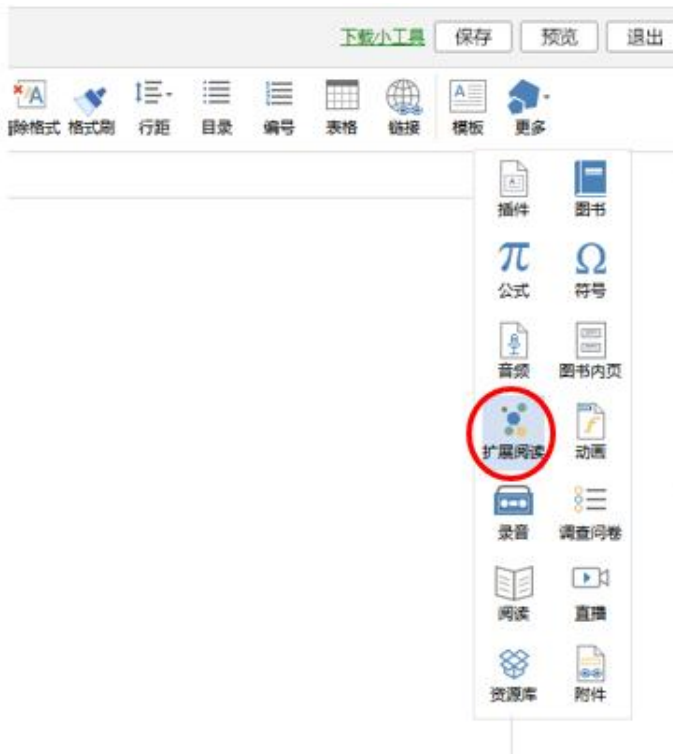 下载小工具 保存 预览 退出
除格式 格式刷 行距 目录 编号 表格 链接 模板 更多
插件 图书
公式 符号
音频 图书内页
扩展阅读 动画
录音 调查问卷
阅读 直播
资源库 附件